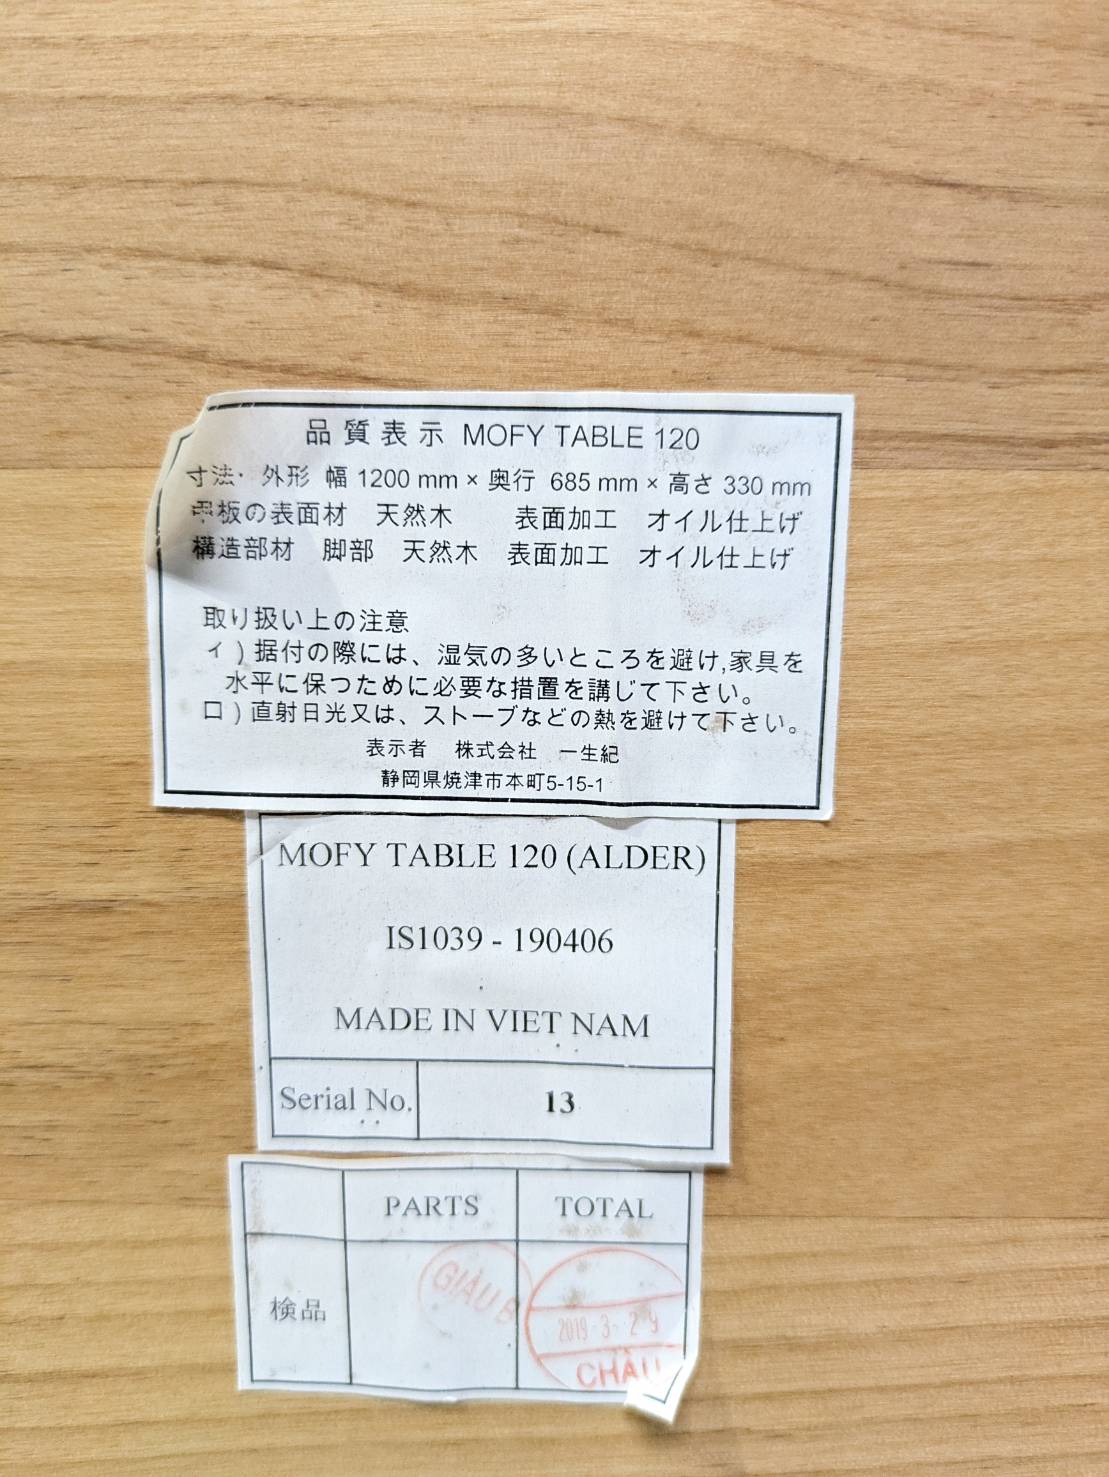 品質表示 MOFY TABLE 120
寸法・ 外形 幅 1200 mm × 奥行 685 mm × 高さ 330 mm
甲板の表面材 天然木 表面加工 オイル仕上げ
構造部材 脚部 天然木 表面加工 オイル仕上げ
取り扱い上の注意
イ）据付の際には、湿気の多いところを避け,家具を
水平に保つために必要な措置を講じて下さい。
ロ）直射日光又は、ストーブなどの熱を避けて下さい。
表示者 株式会社 一生紀
静岡県焼津市本町5-15-1
MOFY TABLE 120 (ALDER)
IS1039 - 190406
MADE IN VIET NAM
Serial No. 13
PARTS TOTAL
検品
GIÀU B
2019-3-29
CHÂU